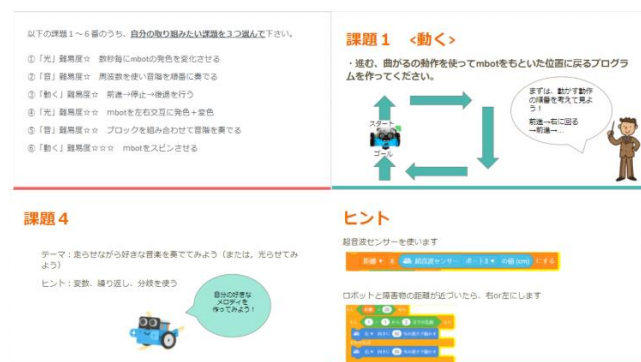 以下の課題1～6番のうち、自分の取り組みたい課題を3つ選んで下さい。
①「光」難易度☆ 数秒毎にmbotの発色を変化させる
②「音」難易度☆ 周波数を使い音階を順番に奏でる
③「動く」難易度☆ 前進→停止→後退を行う
④「光」難易度☆☆ mbotを左右交互に発色+変色
⑤「音」難易度☆☆ ブロックを組み合わせて音階を奏でる
⑥「動く」難易度☆☆☆ mbotをスピンさせる
課題1 <動く>
・進む、曲がるの動作を使ってmbotをもといた位置に戻るプログラ
ムを作ってください。
スタート
ゴール
まずは、動かす動作
の順番を考えて見よ
う!
前進→右に回る
→前進→...
課題4
テーマ:走らせながら好きな音楽を奏でてみよう(または、光らせてみ
よう)
ヒント:変数、繰り返し、分岐を使う
自分の好きな
メロディを
作ってみよう!
ヒント
超音波センサーを使います
距離 を 超音波センサー ポート3 の値(cm) にする
ロボットと障害物の距離が近づいたら、右or左にします